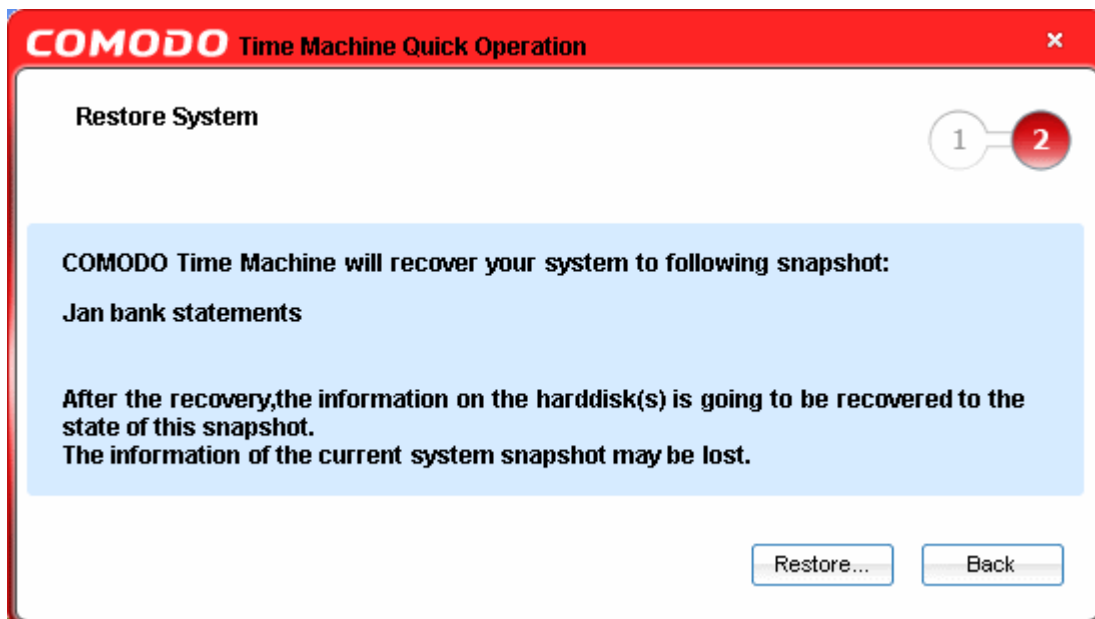 COMODO Time Machine Quick Operation
Restore System
1 2
COMODO Time Machine will recover your system to following snapshot:
Jan bank statements
After the recovery,the information on the harddisk(s) is going to be recovered to the
state of this snapshot.
The information of the current system snapshot may be lost.
Restore... Back